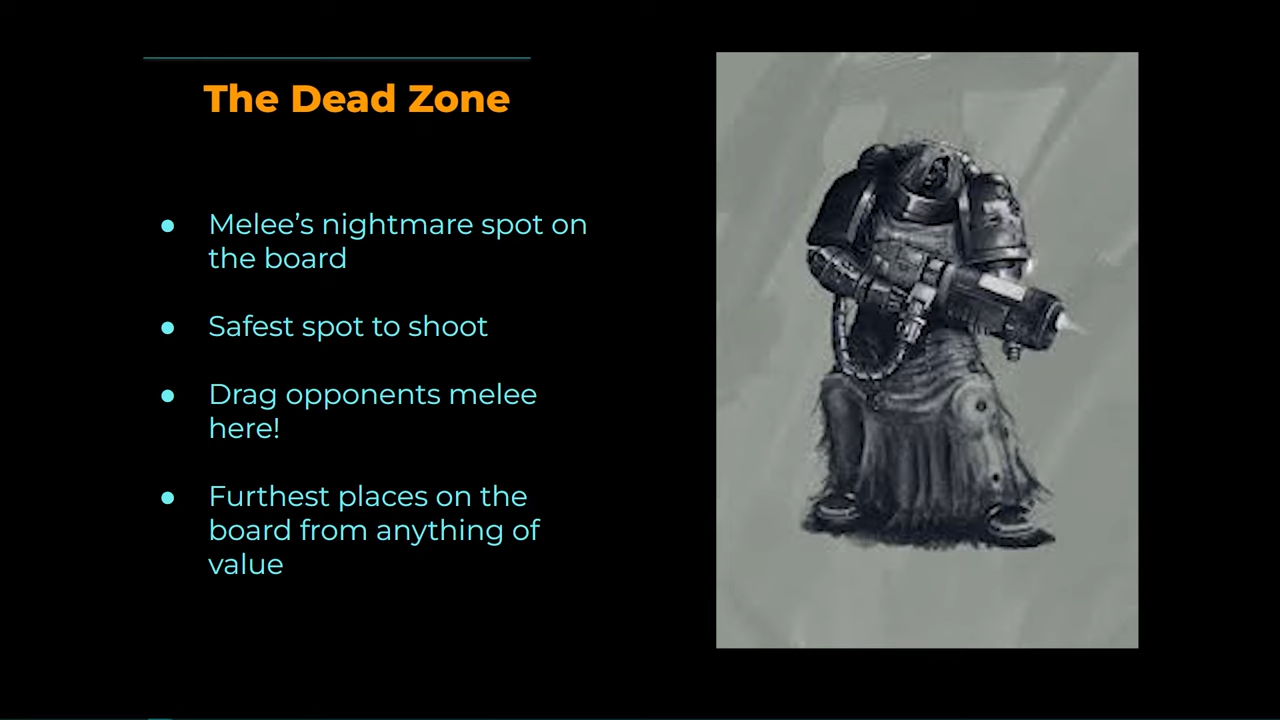 The Dead Zone
● Melee’s nightmare spot on
the board
● Safest spot to shoot
● Drag opponents melee
here!
● Furthest places on the
board from anything of
value